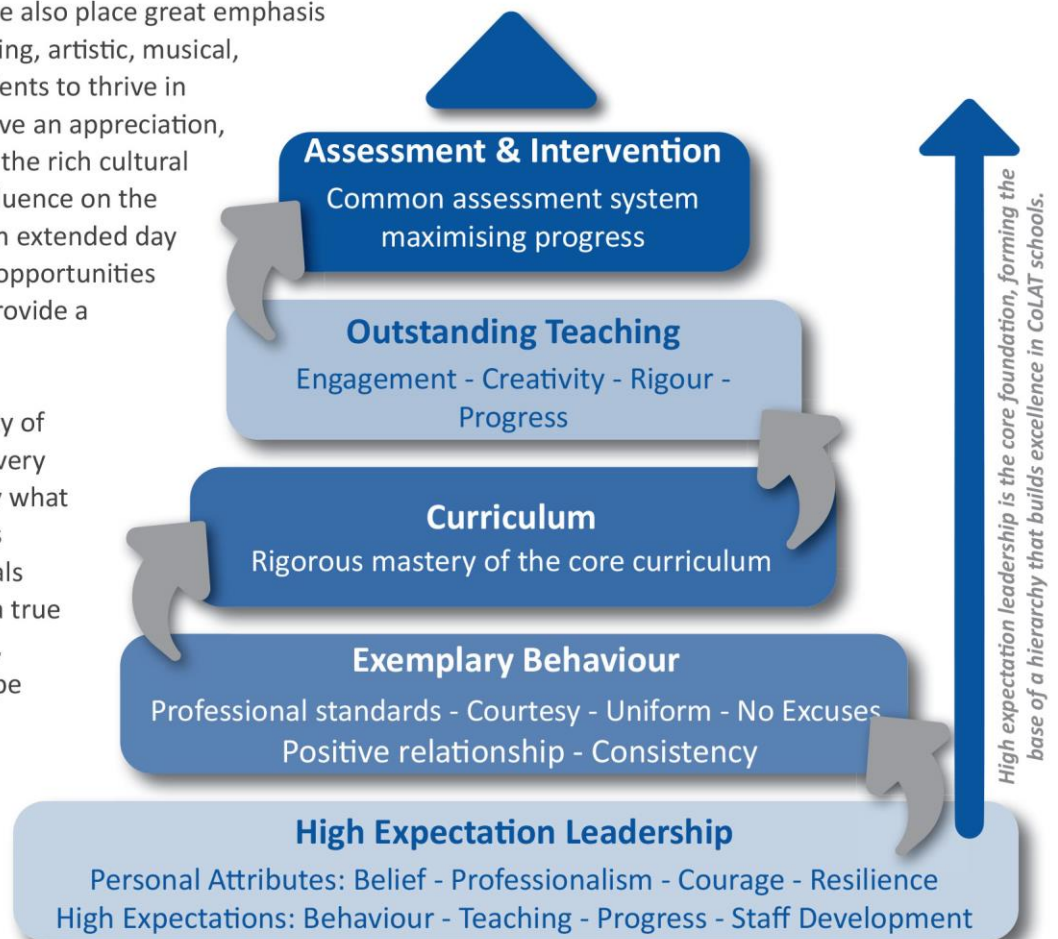 e also place great emphasis
ing, artistic, musical,
ents to thrive in
ve an appreciation,
the rich cultural
luence on the
n extended day
opportunities
rovide a
y of
very
y what
s
als
n true
be
Assessment & Intervention
Common assessment system
maximising progress
Outstanding Teaching
Engagement - Creativity - Rigour -
Progress
Curriculum
Rigorous mastery of the core curriculum
Exemplary Behaviour
Professional standards - Courtesy - Uniform - No Excuses
Positive relationship - Consistency
High Expectation Leadership
Personal Attributes: Belief - Professionalism - Courage - Resilience
High Expectations: Behaviour - Teaching - Progress - Staff Development
High expectation leadership is the core foundation, forming the
base of a hierarchy that builds excellence in CoLAT schools.